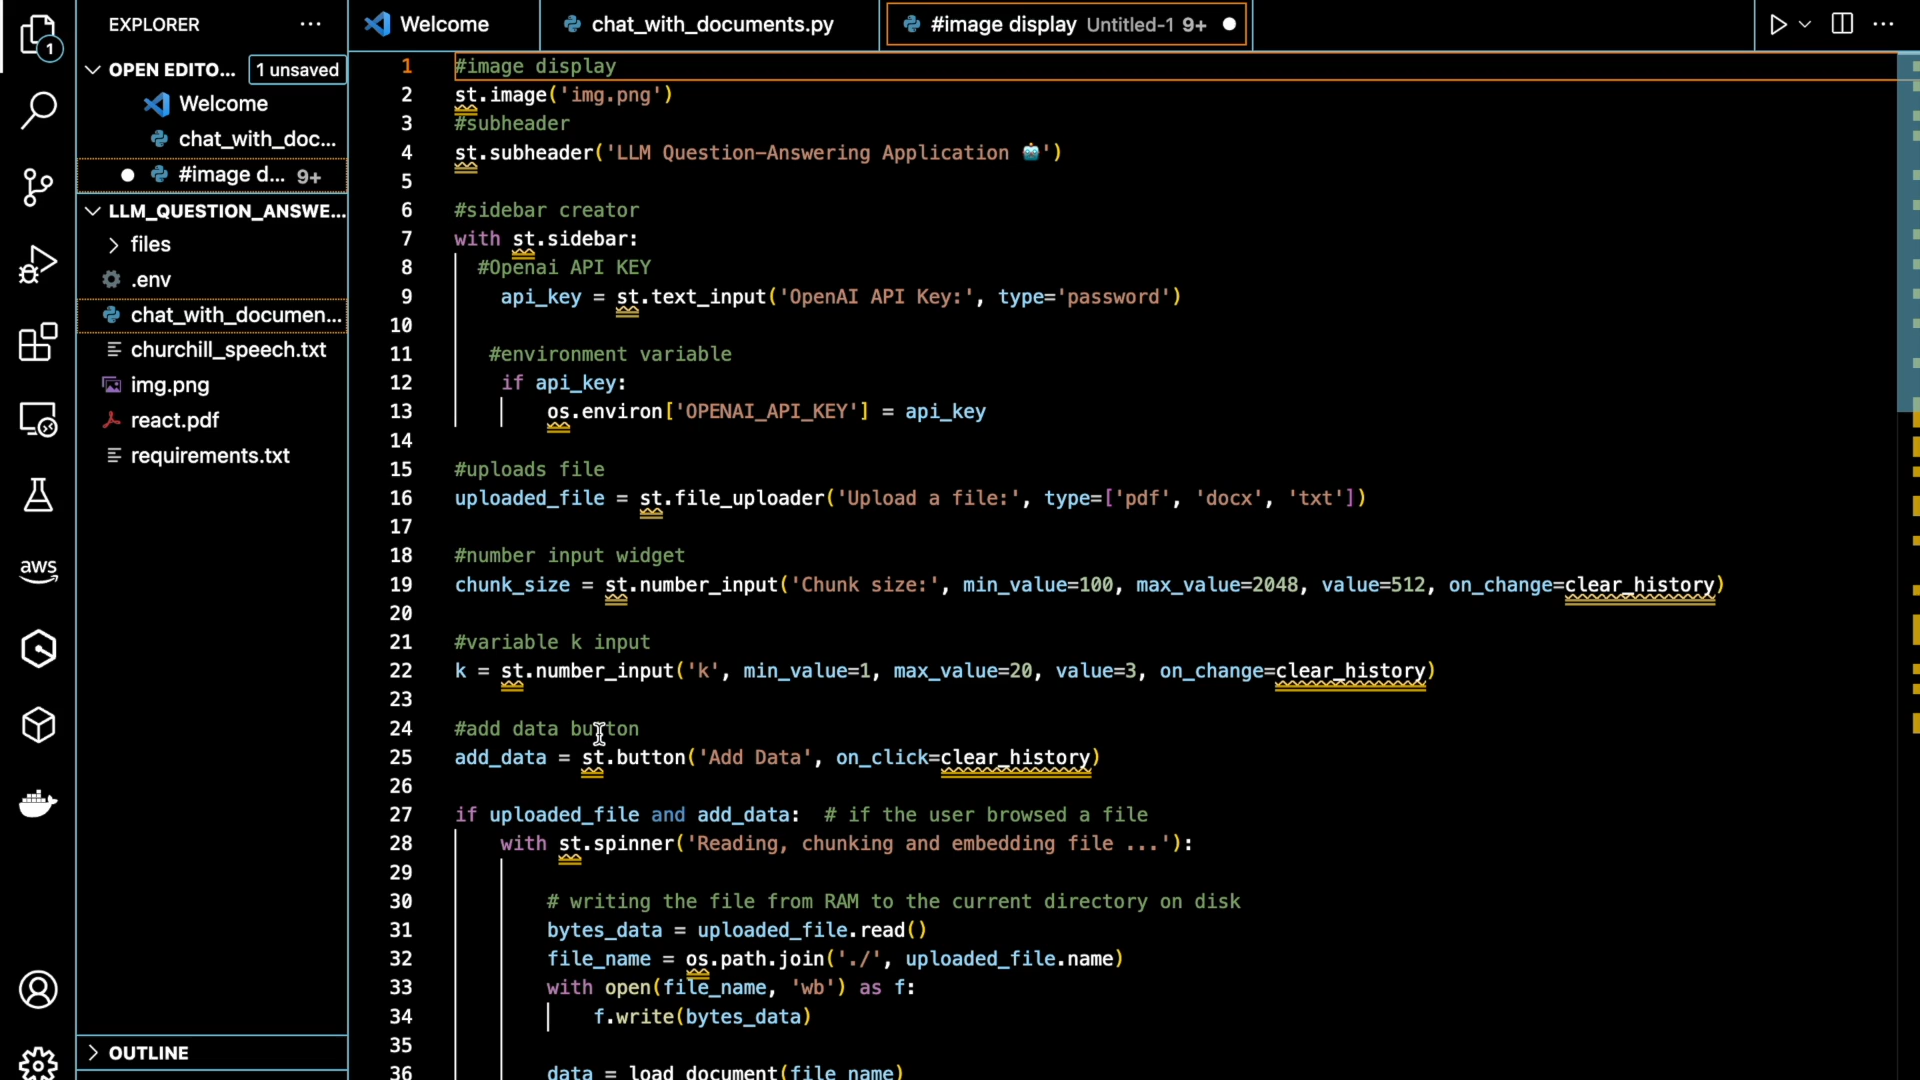 EXPLORER
1
OPEN EDITO...
1 unsaved
Welcome
chat_with_doc...
#image d... 9+
LLM_QUESTION_ANSWE...
files
.env
chat_with_documen...
churchill_speech.txt
img.png
react.pdf
requirements.txt
OUTLINE
aws
Welcome
chat_with_documents.py
#image display Untitled-1 9+
1 #image display
2 st.image('img.png')
3 #subheader
4 st.subheader('LLM Question-Answering Application 🤖')
5
6 #sidebar creator
7 with st.sidebar:
8 #Openai API KEY
9 api_key = st.text_input('OpenAI API Key:', type='password')
10
11 #environment variable
12 if api_key:
13 os.environ['OPENAI_API_KEY'] = api_key
14
15 #uploads file
16 uploaded_file = st.file_uploader('Upload a file:', type=['pdf', 'docx', 'txt'])
17
18 #number input widget
19 chunk_size = st.number_input('Chunk size:', min_value=100, max_value=2048, value=512, on_change=clear_history)
20
21 #variable k input
22 k = st.number_input('k', min_value=1, max_value=20, value=3, on_change=clear_history)
23
24 #add data button
25 add_data = st.button('Add Data', on_click=clear_history)
26
27 if uploaded_file and add_data: # if the user browsed a file
28 with st.spinner('Reading, chunking and embedding file ...'):
29
30 # writing the file from RAM to the current directory on disk
31 bytes_data = uploaded_file.read()
32 file_name = os.path.join('./', uploaded_file.name)
33 with open(file_name, 'wb') as f:
34 f.write(bytes_data)
35
36 data = load_document(file_name)